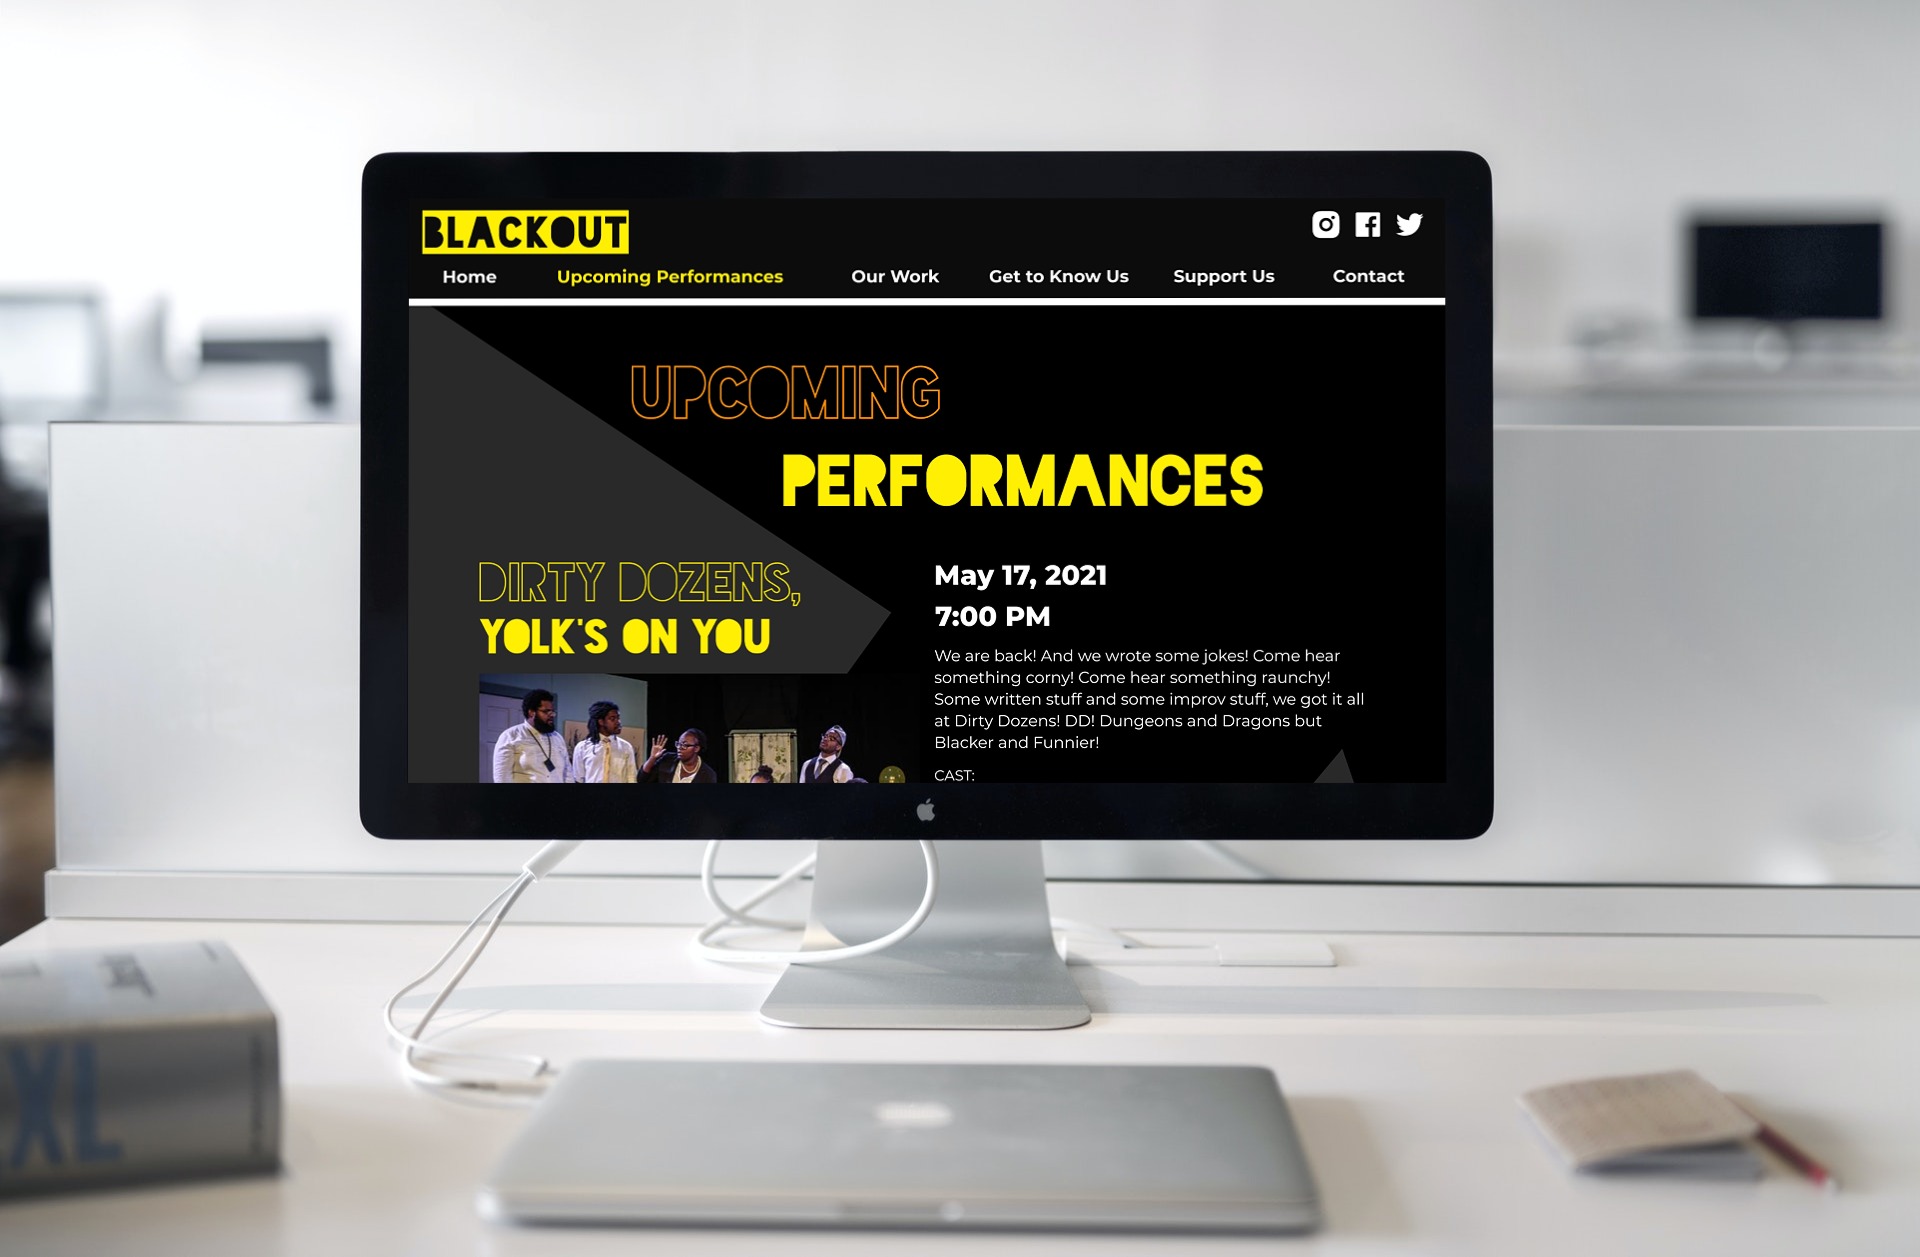 BLACKOUT
Home Upcoming Performances Our Work Get to Know Us Support Us Contact
UPCOMING
PERFORMANCES
DIRTY DOZENS,
YOLK'S ON YOU
May 17, 2021
7:00 PM
We are back! And we wrote some jokes! Come hear
something corny! Come hear something raunchy!
Some written stuff and some improv stuff, we got it all
at Dirty Dozens! DD! Dungeons and Dragons but
Blacker and Funnier!
CAST:
XL